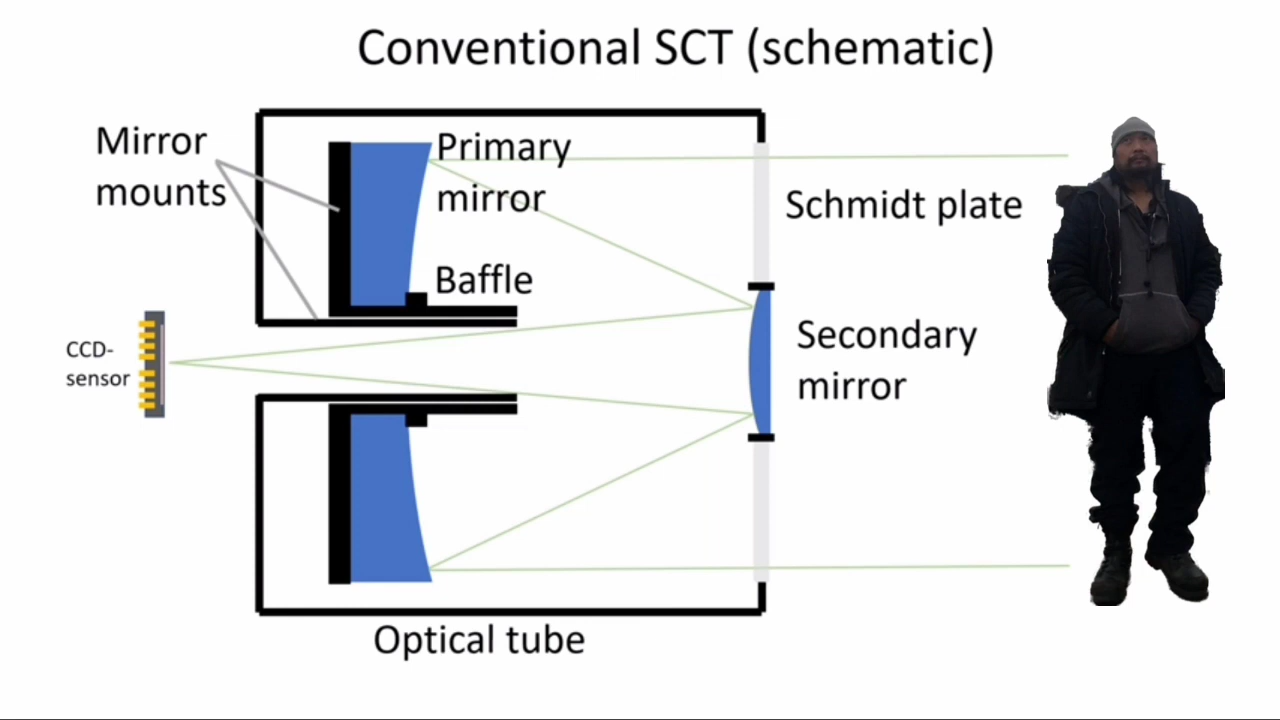 Conventional SCT (schematic)
Mirror
mounts
Primary
mirror
Schmidt plate
Baffle
CCD-
sensor
Secondary
mirror
Optical tube